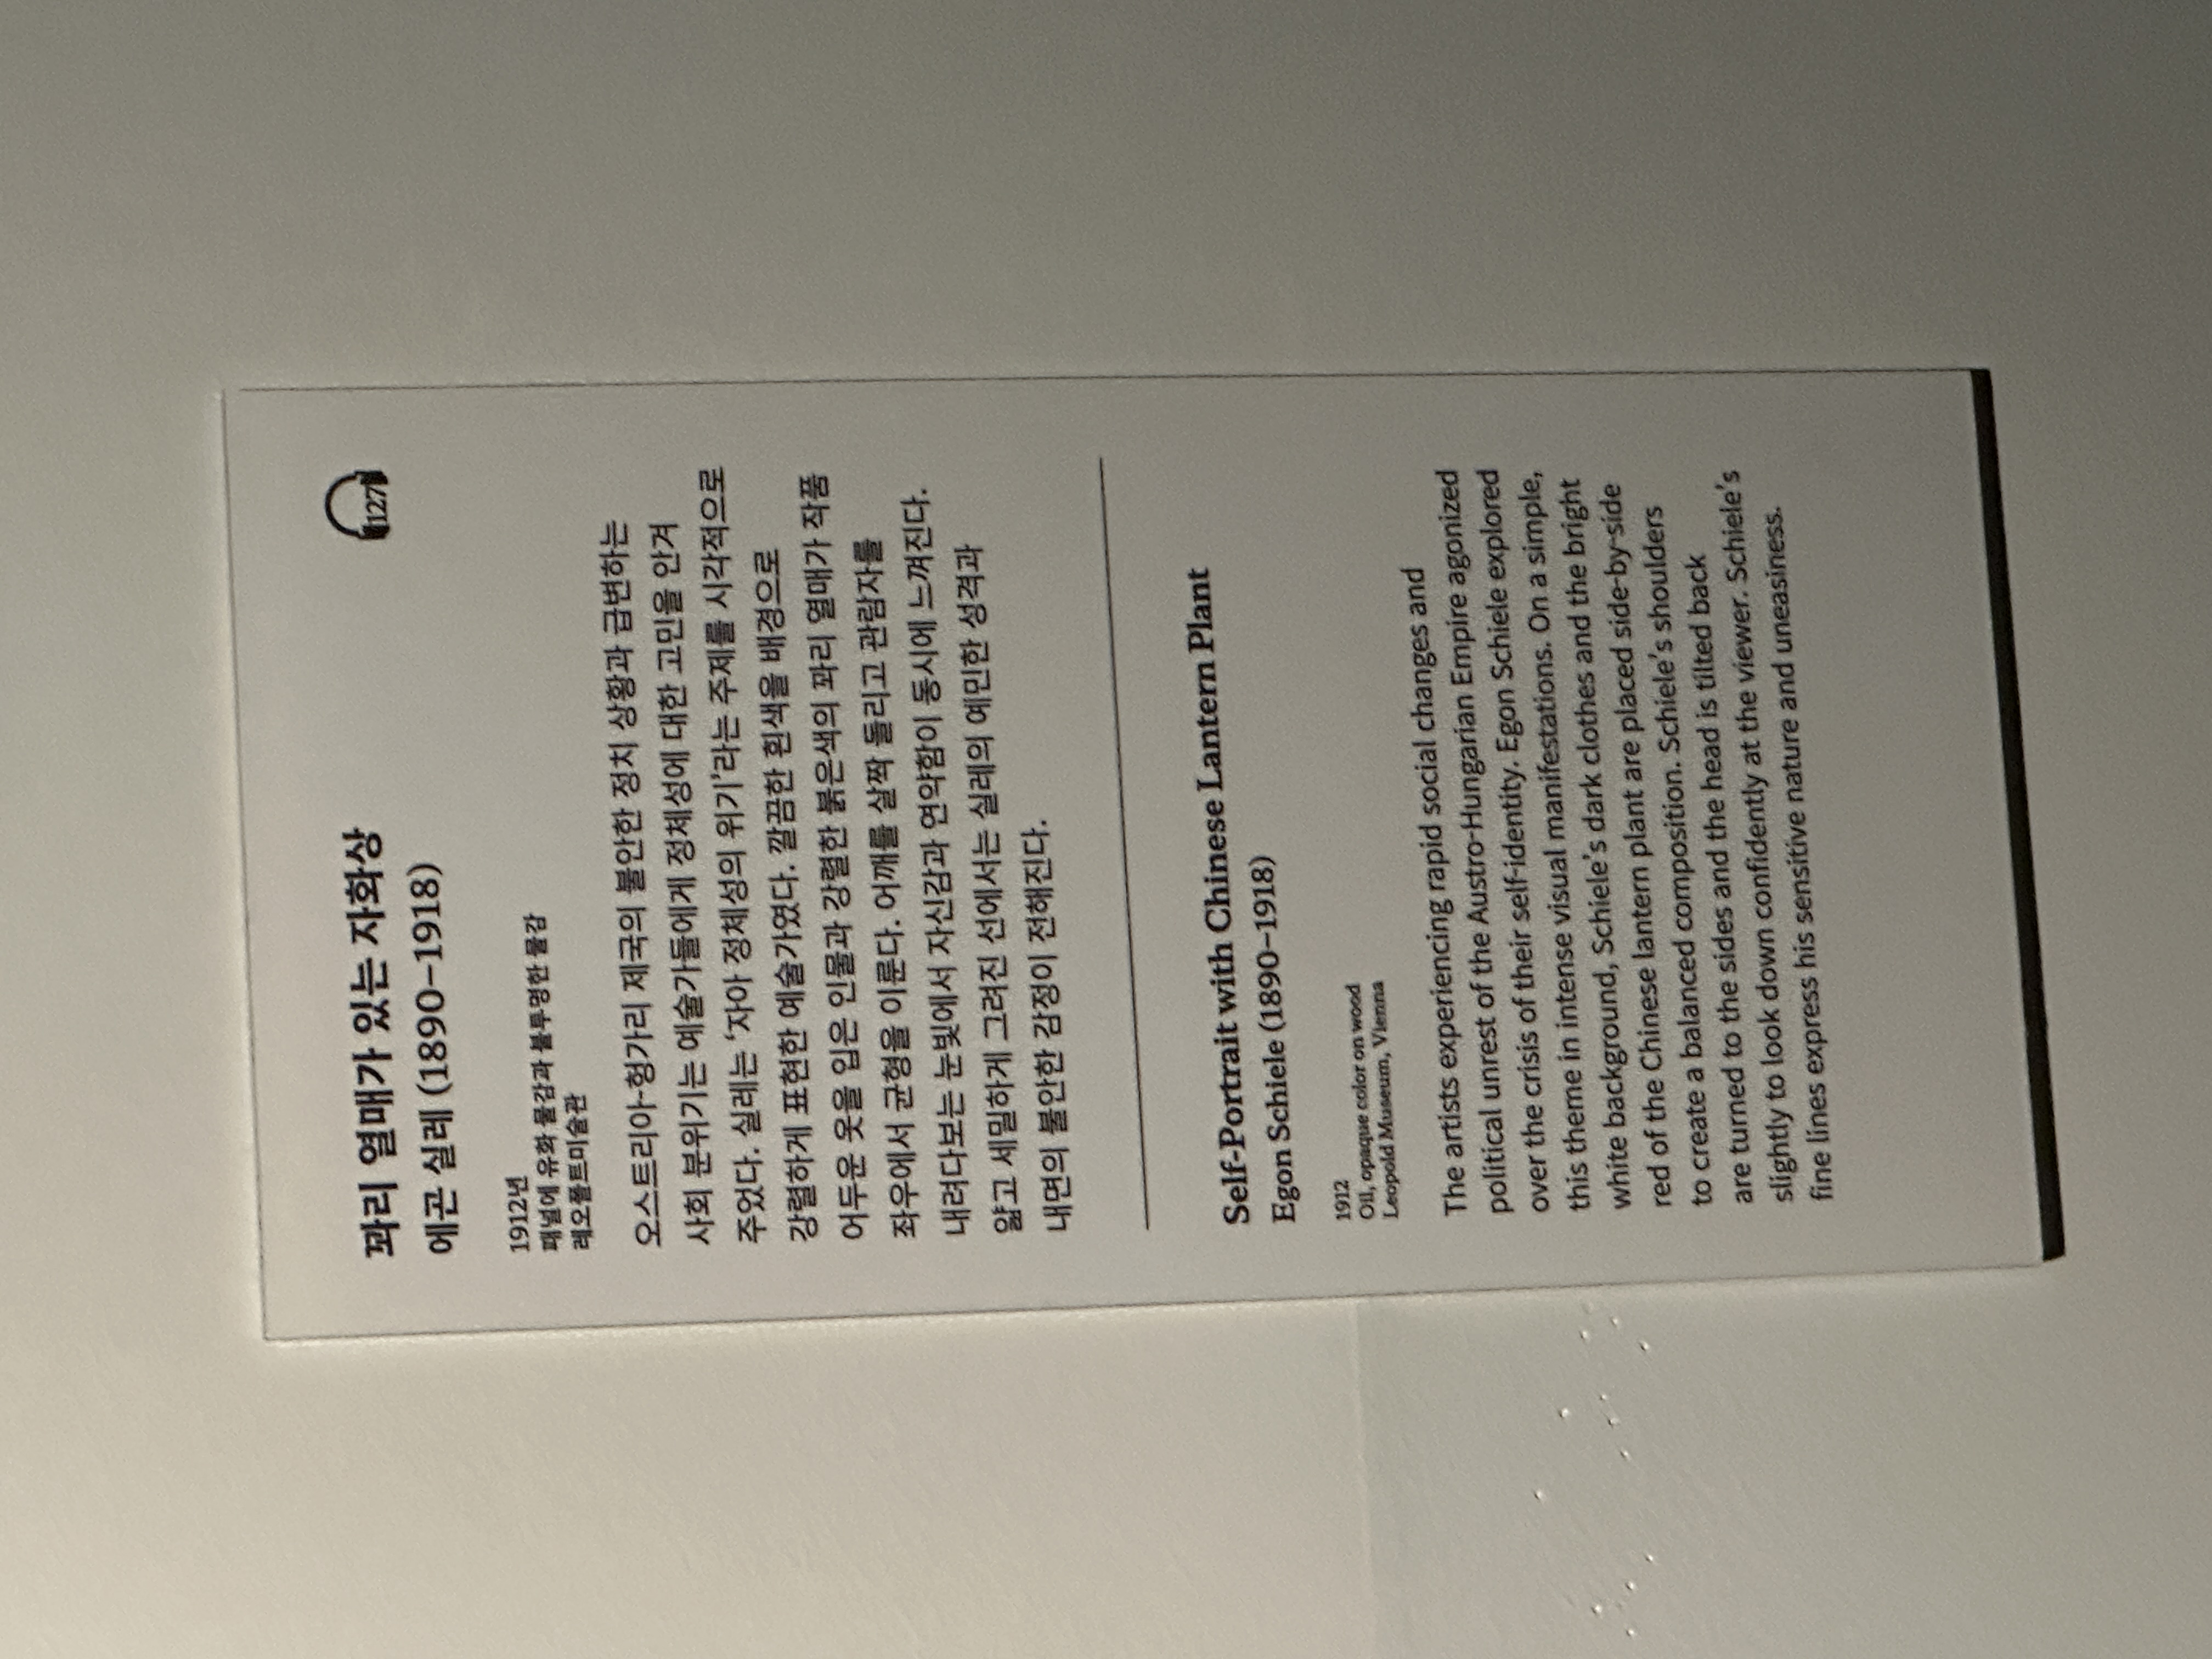 꽈리 열매가 있는 자화상
127
에곤 실레 (1890–1918)
1912년
패널에 유화 물감과 불투명한 물감
레오폴트미술관
오스트리아-헝가리 제국의 불안한 정치 상황과 급변하는
사회 분위기는 예술가들에게 정체성에 대한 고민을 안겨
주었다. 실레는 ‘자아 정체성의 위기’라는 주제를 시각적으로
강렬하게 표현한 예술가였다. 깔끔한 흰색을 배경으로
어두운 옷을 입은 인물과 강렬한 붉은색의 꽈리 열매가 작품
좌우에서 균형을 이룬다. 어깨를 살짝 돌리고 관람자를
내려다보는 눈빛에서 자신감과 연약함이 동시에 느껴진다.
얇고 세밀하게 그려진 선에서는 실레의 예민한 성격과
내면의 불안한 감정이 전해진다.
Self-Portrait with Chinese Lantern Plant
Egon Schiele (1890–1918)
1912
Oil, opaque color on wood
Leopold Museum, Vienna
The artists experiencing rapid social changes and
political unrest of the Austro-Hungarian Empire agonized
over the crisis of their self-identity. Egon Schiele explored
this theme in intense visual manifestations. On a simple,
white background, Schiele’s dark clothes and the bright
red of the Chinese lantern plant are placed side-by-side
to create a balanced composition. Schiele’s shoulders
are turned to the sides and the head is tilted back
slightly to look down confidently at the viewer. Schiele’s
fine lines express his sensitive nature and uneasiness.